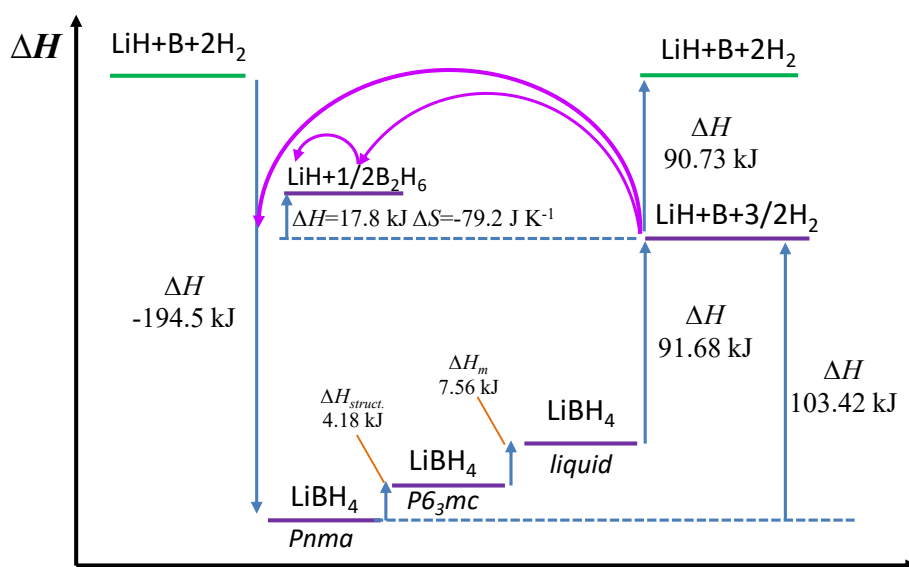 ΔH
LiH+B+2H₂
LiH+B+2H₂
ΔH
90.73 kJ
LiH+1/2B₂H₆
ΔH=17.8 kJ ΔS=-79.2 J K⁻¹
LiH+B+3/2H₂
ΔH
-194.5 kJ
ΔH
91.68 kJ
ΔH
103.42 kJ
ΔHₘ
7.56 kJ
ΔH_struct.
4.18 kJ
LiBH₄
liquid
LiBH₄
P6₃mc
LiBH₄
Pnma